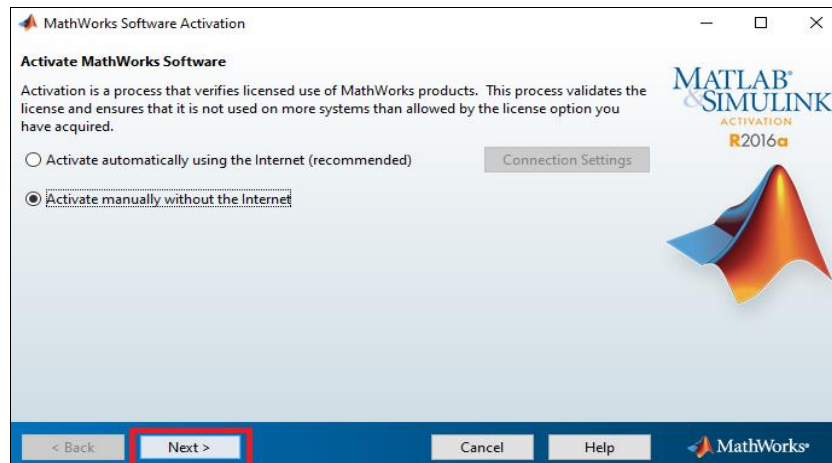 MathWorks Software Activation
Activate MathWorks Software
Activation is a process that verifies licensed use of MathWorks products. This process validates the
license and ensures that it is not used on more systems than allowed by the license option you
have acquired.
Activate automatically using the Internet (recommended)
Connection Settings
Activate manually without the Internet
MATLAB®
&SIMULINK
ACTIVATION
R2016a
< Back
Next >
Cancel
Help
MathWorks®